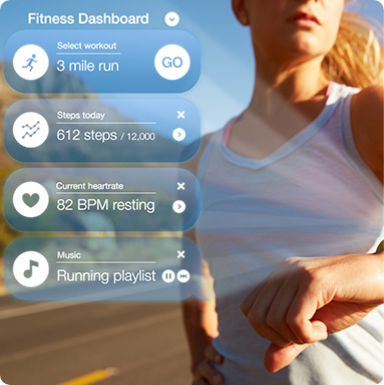 Fitness Dashboard
Select workout
3 mile run
GO
Steps today
612 steps / 12,000
Current heartrate
82 BPM resting
Music
Running playlist